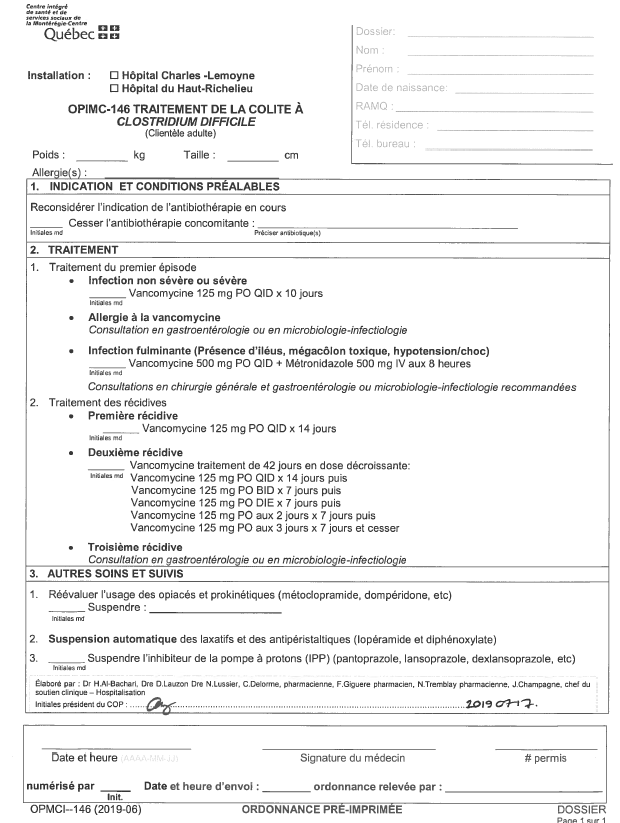 Centre intégré
de santé et de
services sociaux de
la Montérégie-Centre
Québec
Dossier:
Nom :
Prénom :
Date de naissance:
RAMQ :
Tél. résidence :
Tél. bureau :
Installation : ☐ Hôpital Charles -Lemoyne
☐ Hôpital du Haut-Richelieu
OPIMC-146 TRAITEMENT DE LA COLITE À
CLOSTRIDIUM DIFFICILE
(Clientèle adulte)
Poids : ________ kg Taille : ________ cm
Allergie(s) :
1. INDICATION ET CONDITIONS PRÉALABLES
Reconsidérer l'indication de l'antibiothérapie en cours
______ Cesser l'antibiothérapie concomitante :
Initiales md Préciser antibiotique(s)
2. TRAITEMENT
1. Traitement du premier épisode
• Infection non sévère ou sévère
______ Vancomycine 125 mg PO QID x 10 jours
Initiales md
• Allergie à la vancomycine
Consultation en gastroentérologie ou en microbiologie-infectiologie
• Infection fulminante (Présence d'iléus, mégacôlon toxique, hypotension/choc)
______ Vancomycine 500 mg PO QID + Métronidazole 500 mg IV aux 8 heures
Initiales md
Consultations en chirurgie générale et gastroentérologie ou microbiologie-infectiologie recommandées
2. Traitement des récidives
• Première récidive
______ Vancomycine 125 mg PO QID x 14 jours
Initiales md
• Deuxième récidive
______ Vancomycine traitement de 42 jours en dose décroissante:
Initiales md Vancomycine 125 mg PO QID x 14 jours puis
Vancomycine 125 mg PO BID x 7 jours puis
Vancomycine 125 mg PO DIE x 7 jours puis
Vancomycine 125 mg PO aux 2 jours x 7 jours puis
Vancomycine 125 mg PO aux 3 jours x 7 jours et cesser
• Troisième récidive
Consultation en gastroentérologie ou en microbiologie-infectiologie
3. AUTRES SOINS ET SUIVIS
1. Réévaluer l'usage des opiacés et prokinétiques (métoclopramide, dompéridone, etc)
______ Suspendre :
Initiales md
2. Suspension automatique des laxatifs et des antipéristaltiques (lopéramide et diphénoxylate)
3. ______ Suspendre l'inhibiteur de la pompe à protons (IPP) (pantoprazole, lansoprazole, dexlansoprazole, etc)
Initiales md
Élaboré par : Dr H.Al-Bachari, Dre D.Lauzon Dre N.Lussier, C.Delorme, pharmacienne, F.Figuere pharmacien, N.Tremblay pharmacienne, J.Champagne, chef du
soutien clinique – Hospitalisation
Initiales président du COP : 2019 07 17.
Date et heure (AAAA-MM-JJ) Signature du médecin # permis
numérisé par ____ Date et heure d'envoi : ________ ordonnance relevée par :
Init.
OPMCI--146 (2019-06) ORDONNANCE PRÉ-IMPRIMÉE DOSSIER
Page 1 sur 1